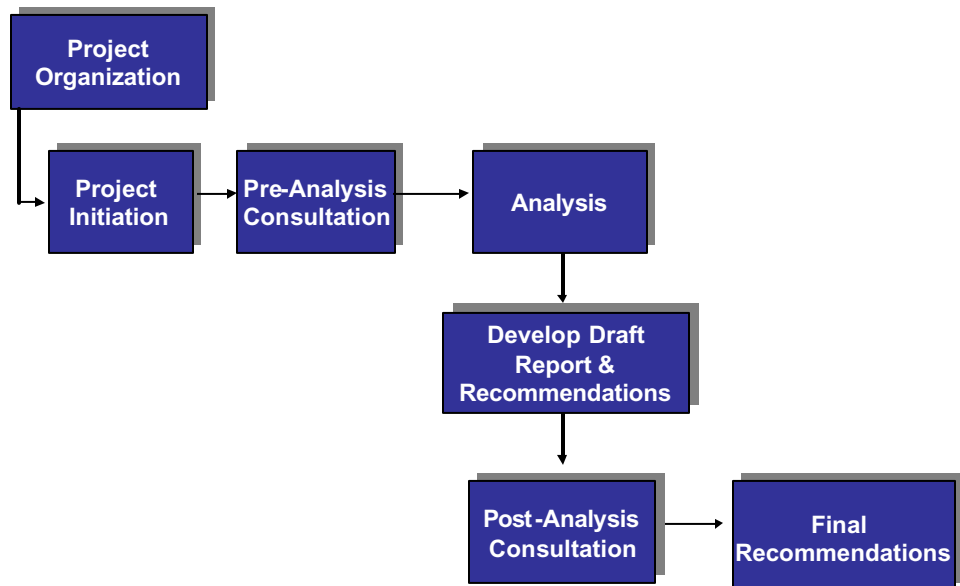 Project
Organization
Project
Initiation
Pre-Analysis
Consultation
Analysis
Develop Draft
Report &
Recommendations
Post-Analysis
Consultation
Final
Recommendations